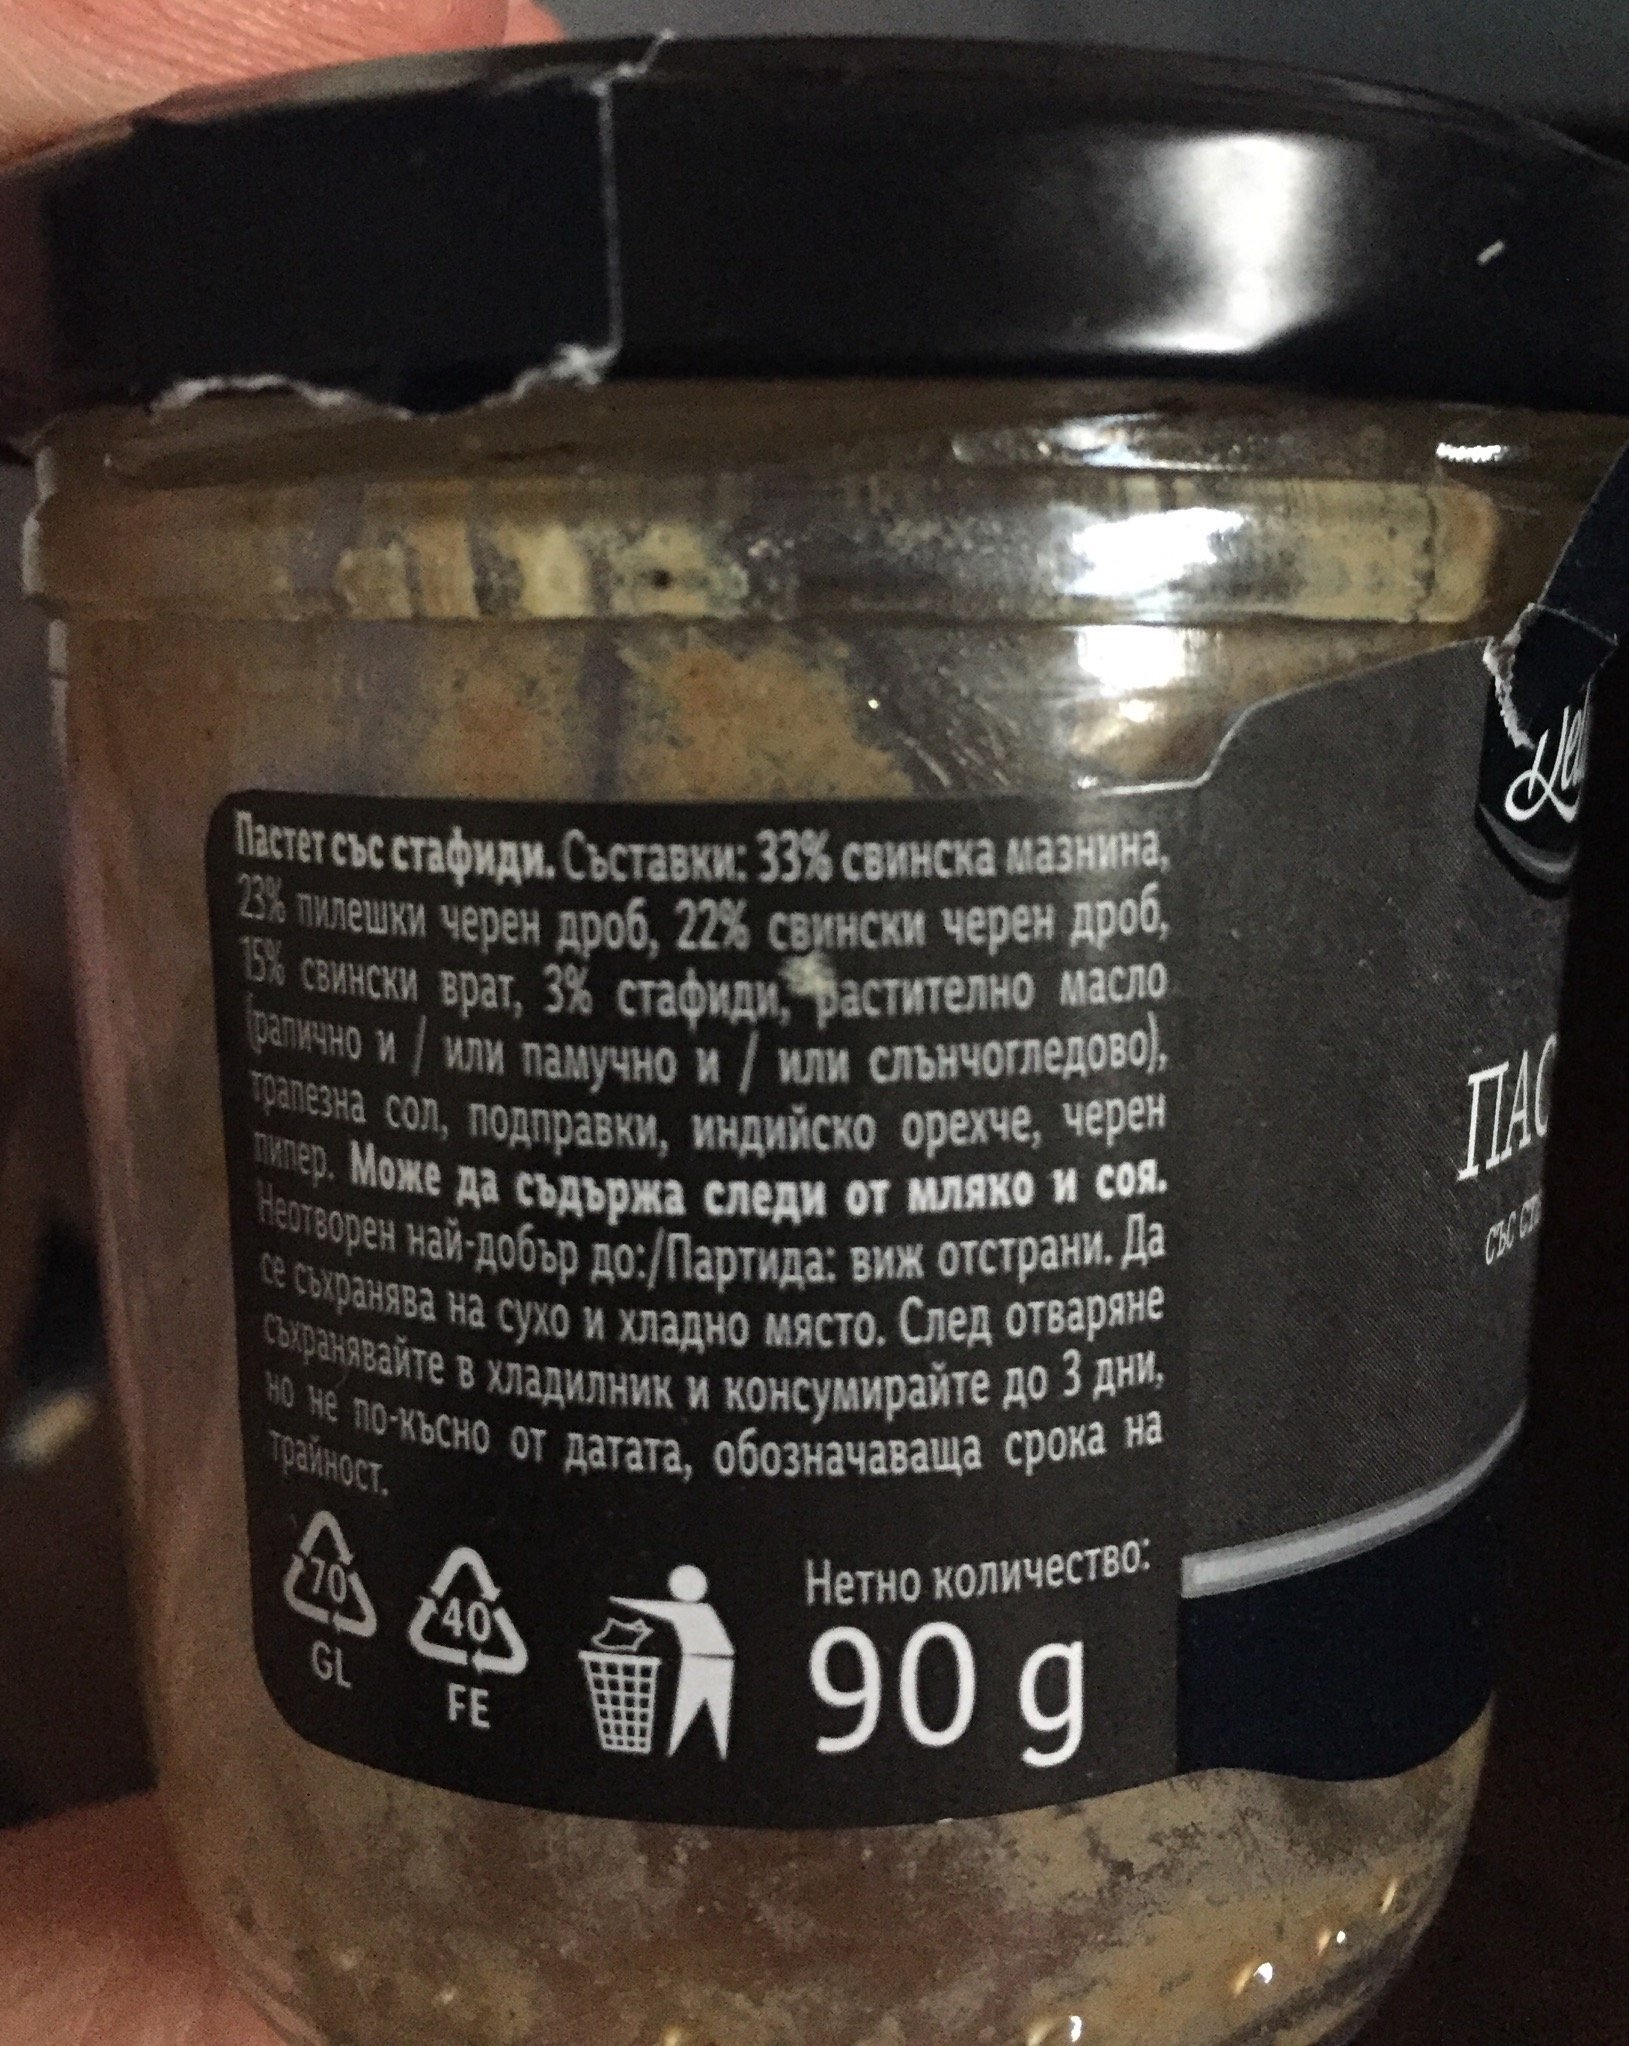 Пастет със стафиди. Съставки: 33% свинска мазнина,
23% пилешки черен дроб, 22% свински черен дроб,
15% свински врат, 3% стафиди, растително масло
(рапично и / или памучно и / или слънчогледово),
трапезна сол, подправки, индийско орехче, черен
пипер. Може да съдържа следи от мляко и соя.
Неотворен най-добър до:/Партида: виж отстрани. Да
се съхранява на сухо и хладно място. След отваряне
съхранявайте в хладилник и консумирайте до 3 дни,
но не по-късно от датата, обозначаваща срока на
трайност.
70
GL
40
FE
Нетно количество:
90 g
ПАС
със ст